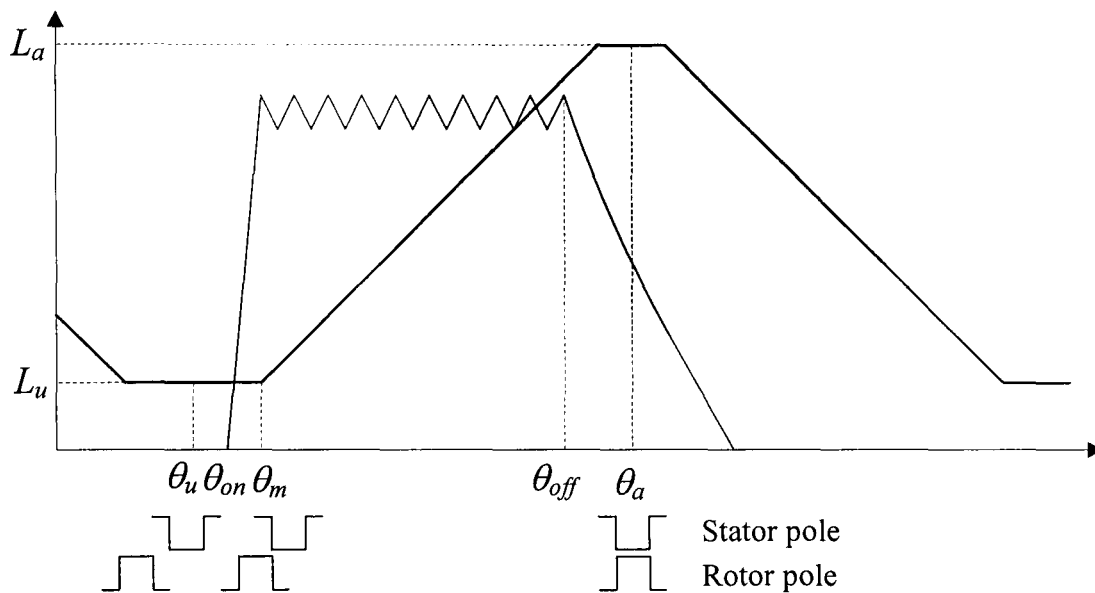 L_a
L_u
θ_u θ_on θ_m θ_off θ_a
Stator pole
Rotor pole